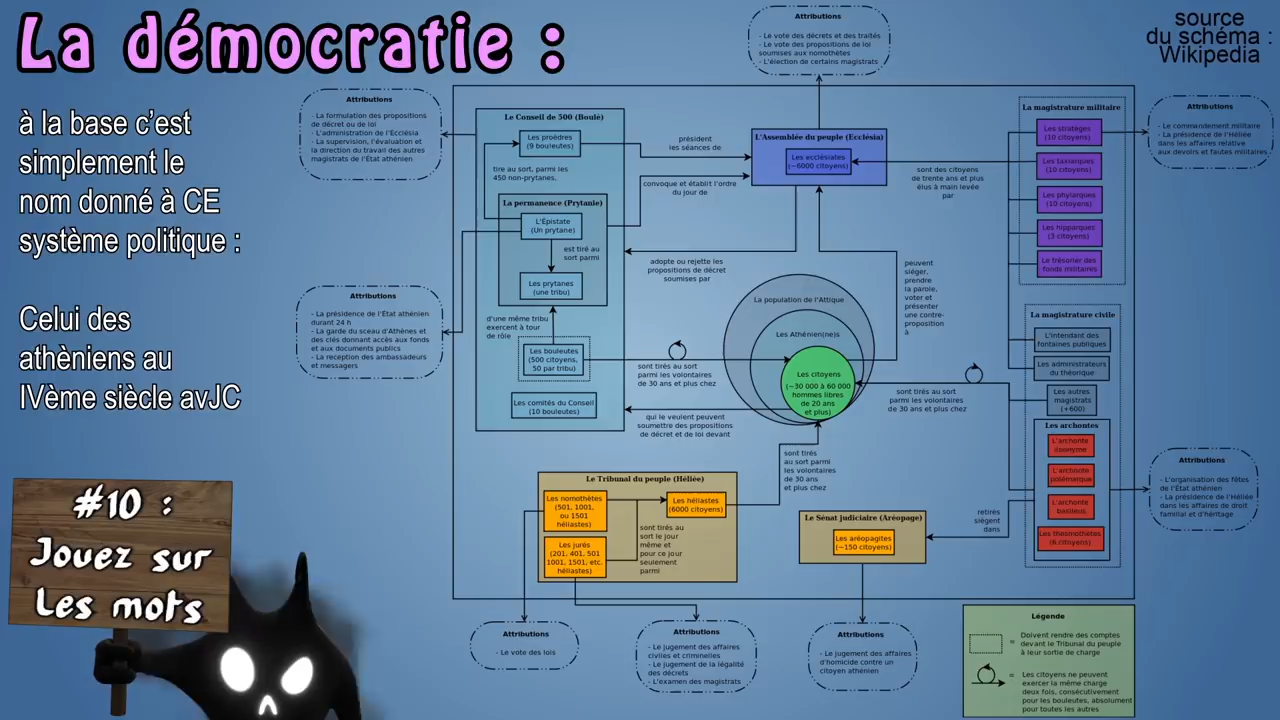 La démocratie :
source
du schéma :
Wikipedia
à la base c’est
simplement le
nom donné à CE
système politique :
Celui des
athèniens au
IVème siècle avJC
#10 :
Jouez sur
Les mots
Attributions
- Le vote des décrets et des traités
- Le vote des propositions de loi
soumises aux nomothètes
- L'élection de certains magistrats
Attributions
- La formulation des propositions
de décret ou de loi
- L'administration de l'Ecclésia
- La supervision, l'évaluation et
la direction du travail des autres
magistrats de l'État athénien
Le Conseil de 500 (Boulè)
Les proèdres
(9 bouleutes)
tire au sort, parmi les
450 non-prytanes,
La permanence (Prytanie)
L'Épistate
(Un prytane)
est tiré au
sort parmi
Les prytanes
(une tribu)
d'une même tribu
exercent à tour
de rôle
Les bouleutes
(500 citoyens,
50 par tribu)
Les comités du Conseil
(10 bouleutes)
Attributions
- La présidence de l'État athénien
durant 24 h
- La garde du sceau d'Athènes et
des clés donnant accès aux fonds
et aux documents publics
- La reception des ambassadeurs
et messagers
président
les séances de
convoque et établit l'ordre
du jour de
L'Assemblée du peuple (Ecclésia)
Les ecclésiates
(~6000 citoyens)
adopte ou rejette les
propositions de décret
soumises par
sont des citoyens
de trente ans et plus
élus à main levée
par
peuvent
siéger,
prendre
la parole,
voter et
présenter
une contre-
proposition
à
La population de l'Attique
Les Athénien(ne)s
Les citoyens
(~30 000 à 60 000
hommes libres
de 20 ans
et plus)
sont tirés au sort
parmi les volontaires
de 30 ans et plus chez
qui le veulent peuvent
soumettre des propositions
de décret et de loi devant
sont tirés au sort
parmi les volontaires
de 30 ans et plus chez
sont tirés
au sort parmi
les volontaires
de 30 ans
et plus chez
La magistrature militaire
Les stratèges
(10 citoyens)
Les taxiarques
(10 citoyens)
Les phylarques
(10 citoyens)
Les hipparques
(3 citoyens)
Le trésorier des
fonds militaires
Attributions
- Le commandement militaire
- La présidence de l'Héliée
dans les affaires relative
aux devoirs et fautes militaires
La magistrature civile
L'intendant des
fontaines publiques
Les administrateurs
du théorique
Les autres
magistrats
(+600)
Les archontes
L'archonte
éponyme
L'archonte
polémarque
L'archonte
basileus
Les thesmothètes
(6 citoyens)
Attributions
- L'organisation des fêtes
de l'État athénien
- La présidence de l'Héliée
dans les affaires de droit
familial et d'héritage
Le Tribunal du peuple (Héliée)
Les nomothètes
(501, 1001,
ou 1501
héliastes)
Les héliastes
(6000 citoyens)
Les jurés
(201, 401, 501
1001, 1501, etc.
héliastes)
sont tirés au
sort le jour
même et
pour ce jour
seulement
parmi
Le Sénat judiciaire (Aréopage)
Les aréopagites
(~150 citoyens)
retirés
siègent
dans
Attributions
- Le vote des lois
Attributions
- Le jugement des affaires
civiles et criminelles
- Le jugement de la légalité
des décrets
- L'examen des magistrats
Attributions
- Le jugement des affaires
d'homicide contre un
citoyen athénien
Légende
= Doivent rendre des comptes
devant le Tribunal du peuple
à leur sortie de charge
= Les citoyens ne peuvent
exercer la même charge
deux fois, consécutivement
pour les bouleutes, absolument
pour toutes les autres